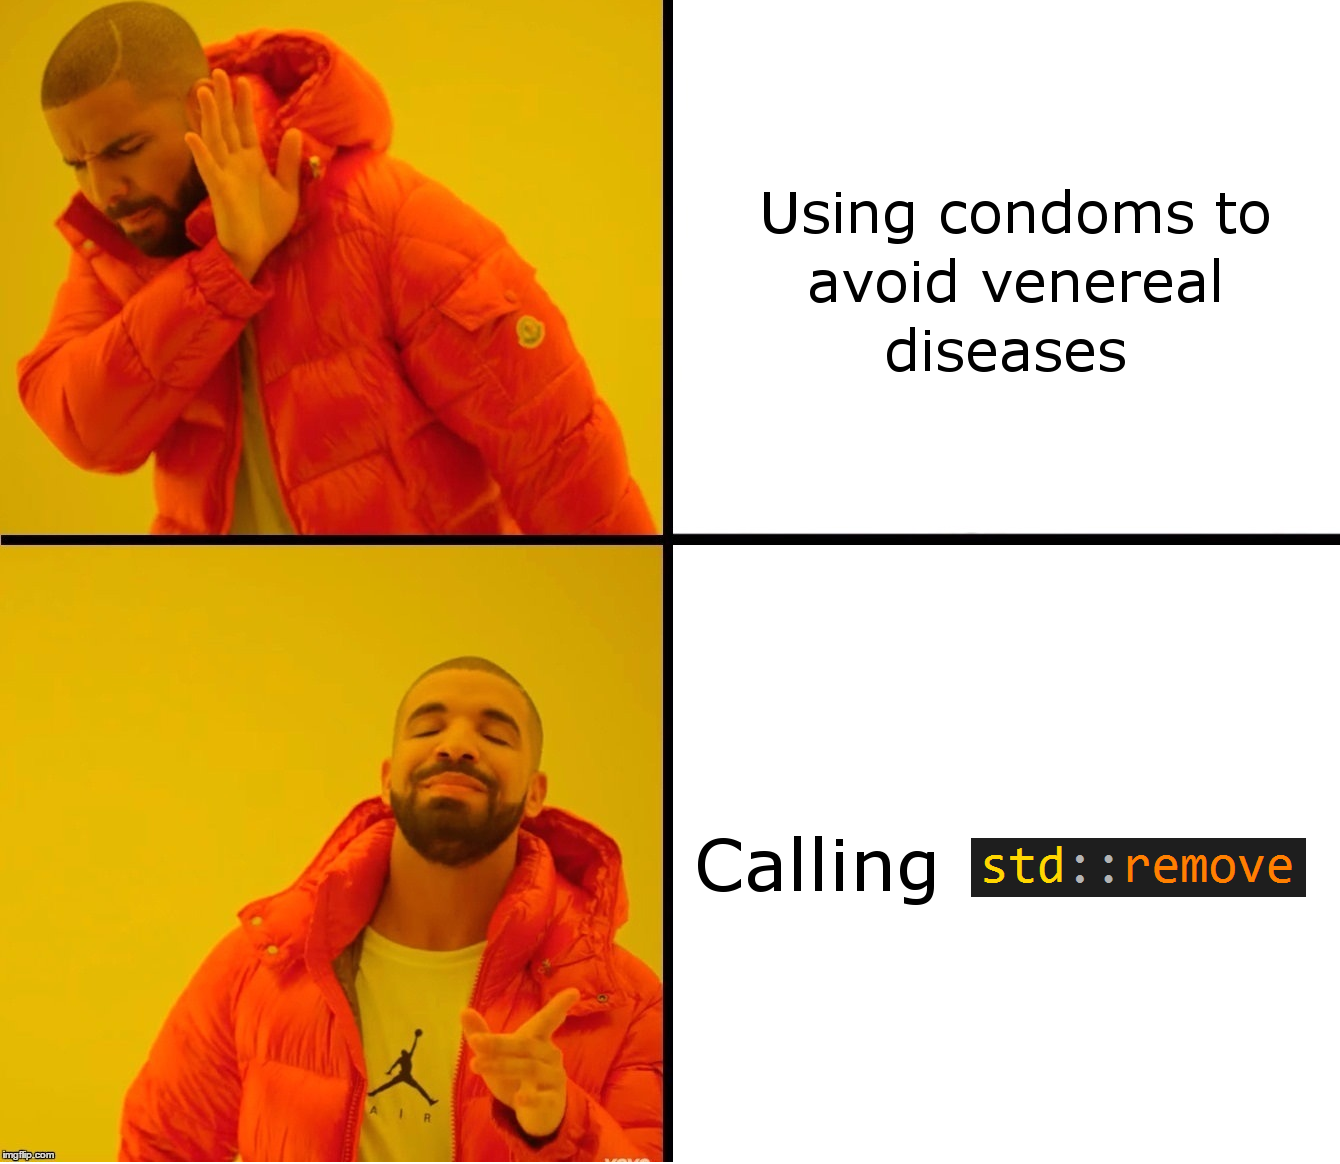 Using condoms to
avoid venereal
diseases
Calling std::remove
A I R
imgflip.com